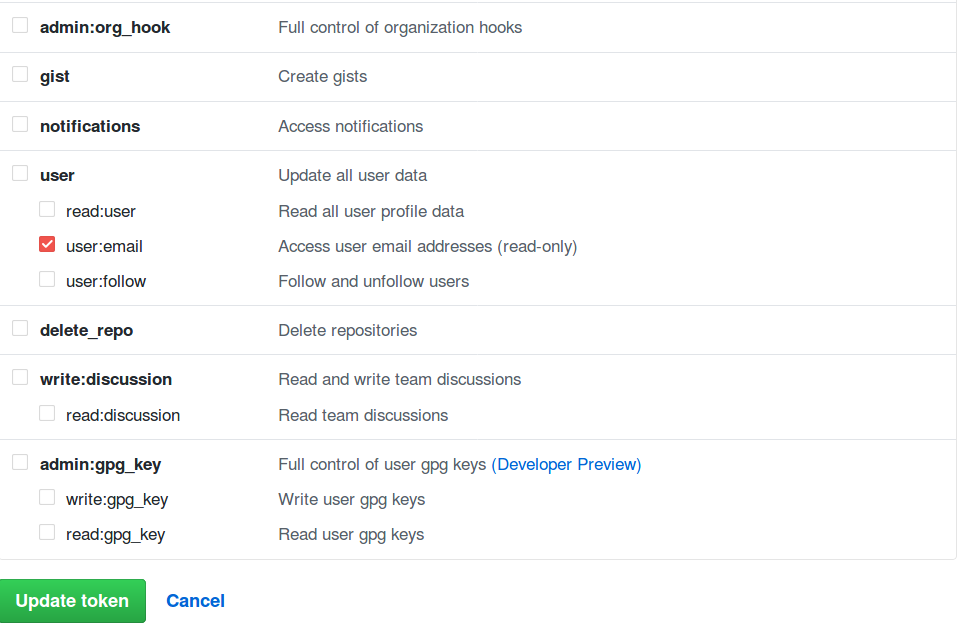 admin:org_hook Full control of organization hooks
gist Create gists
notifications Access notifications
user Update all user data
read:user Read all user profile data
user:email Access user email addresses (read-only)
user:follow Follow and unfollow users
delete_repo Delete repositories
write:discussion Read and write team discussions
read:discussion Read team discussions
admin:gpg_key Full control of user gpg keys (Developer Preview)
write:gpg_key Write user gpg keys
read:gpg_key Read user gpg keys
Update token Cancel